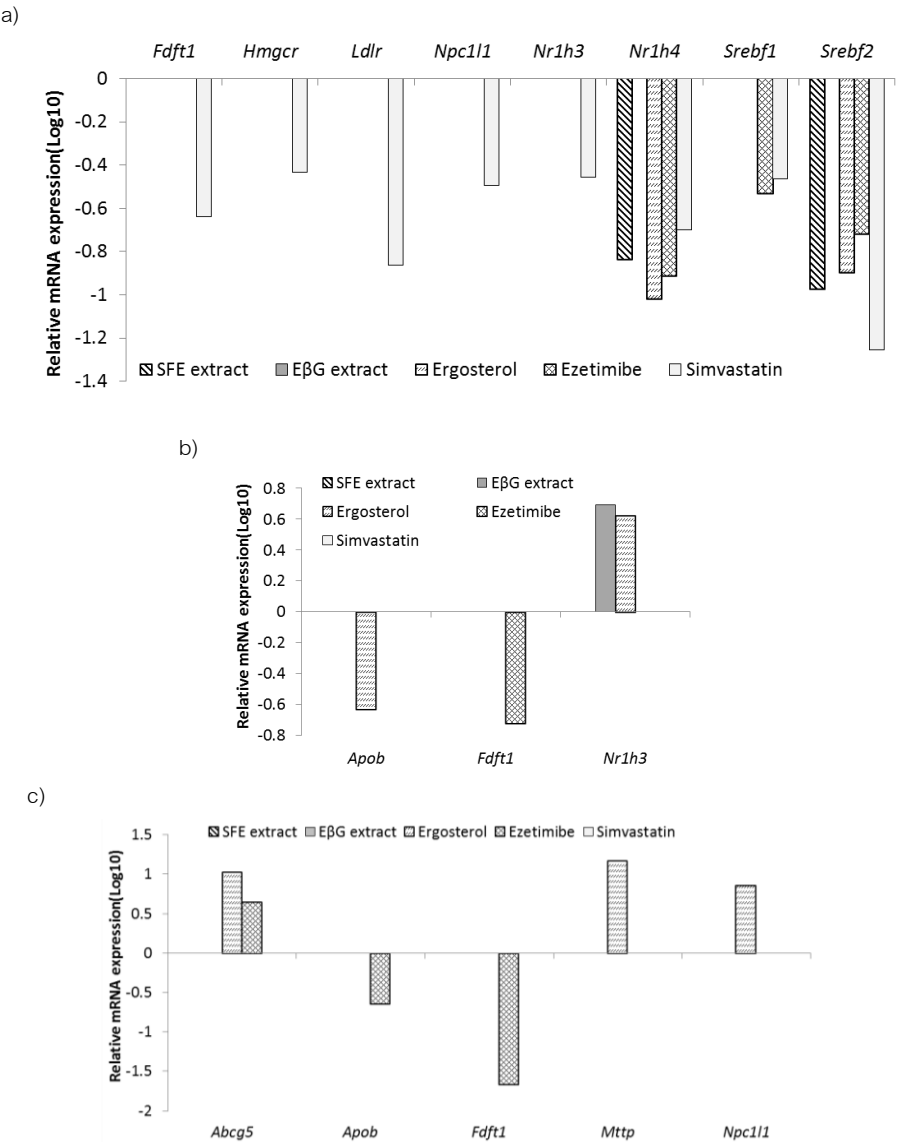 a)
Fdft1 Hmgcr Ldlr Npc1l1 Nr1h3 Nr1h4 Srebf1 Srebf2
Relative mRNA expression(Log10)
0
-0.2
-0.4
-0.6
-0.8
-1
-1.2
-1.4
SFE extract EβG extract Ergosterol Ezetimibe Simvastatin
b)
Relative mRNA expression(Log10)
SFE extract EβG extract
Ergosterol Ezetimibe
Simvastatin
0.8
0.6
0.4
0.2
0
-0.2
-0.4
-0.6
-0.8
Apob Fdft1 Nr1h3
c)
Relative mRNA expression(Log10)
SFE extract EβG extract Ergosterol Ezetimibe Simvastatin
1.5
1
0.5
0
-0.5
-1
-1.5
-2
Abcg5 Apob Fdft1 Mttp Npc1l1